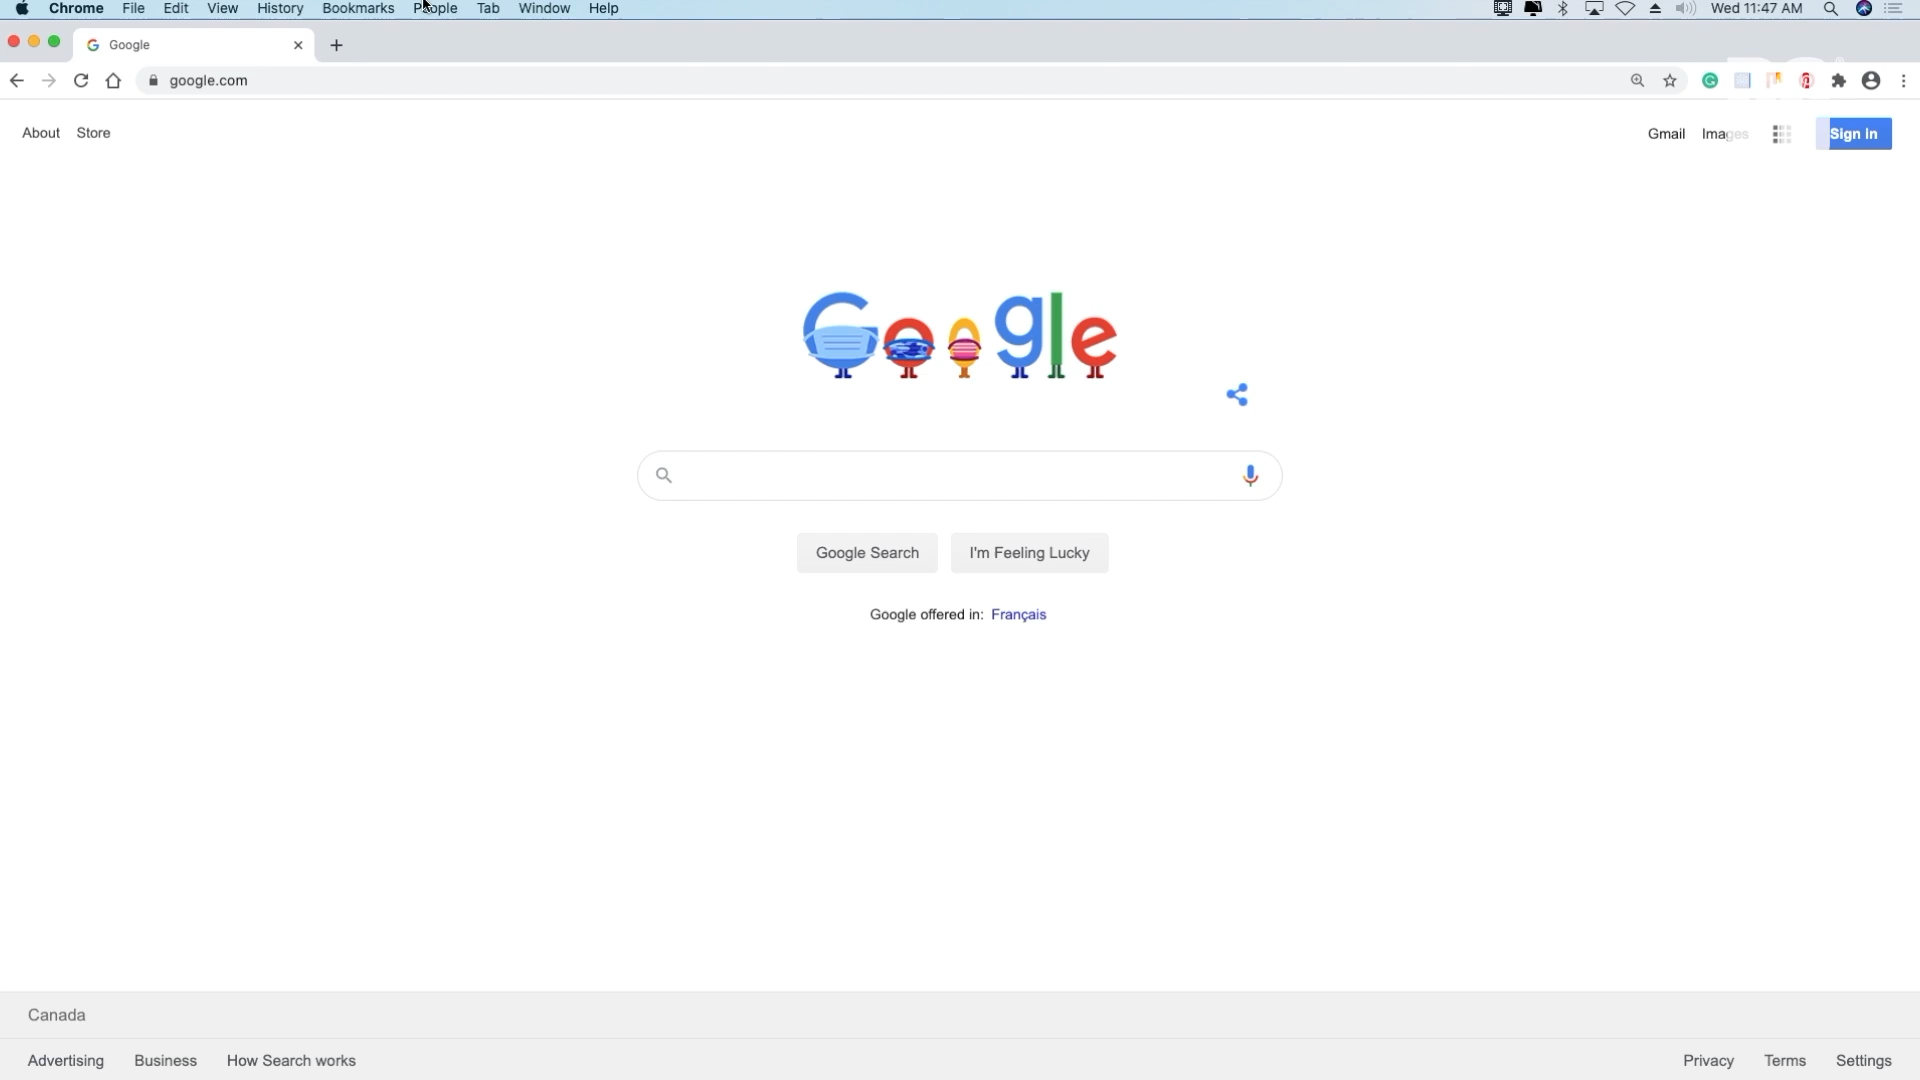 Chrome File Edit View History Bookmarks People Tab Window Help Wed 11:47 AM
Google
google.com
About Store Gmail Images Sign in
Google
Google Search I'm Feeling Lucky
Google offered in: Français
Canada
Advertising Business How Search works Privacy Terms Settings